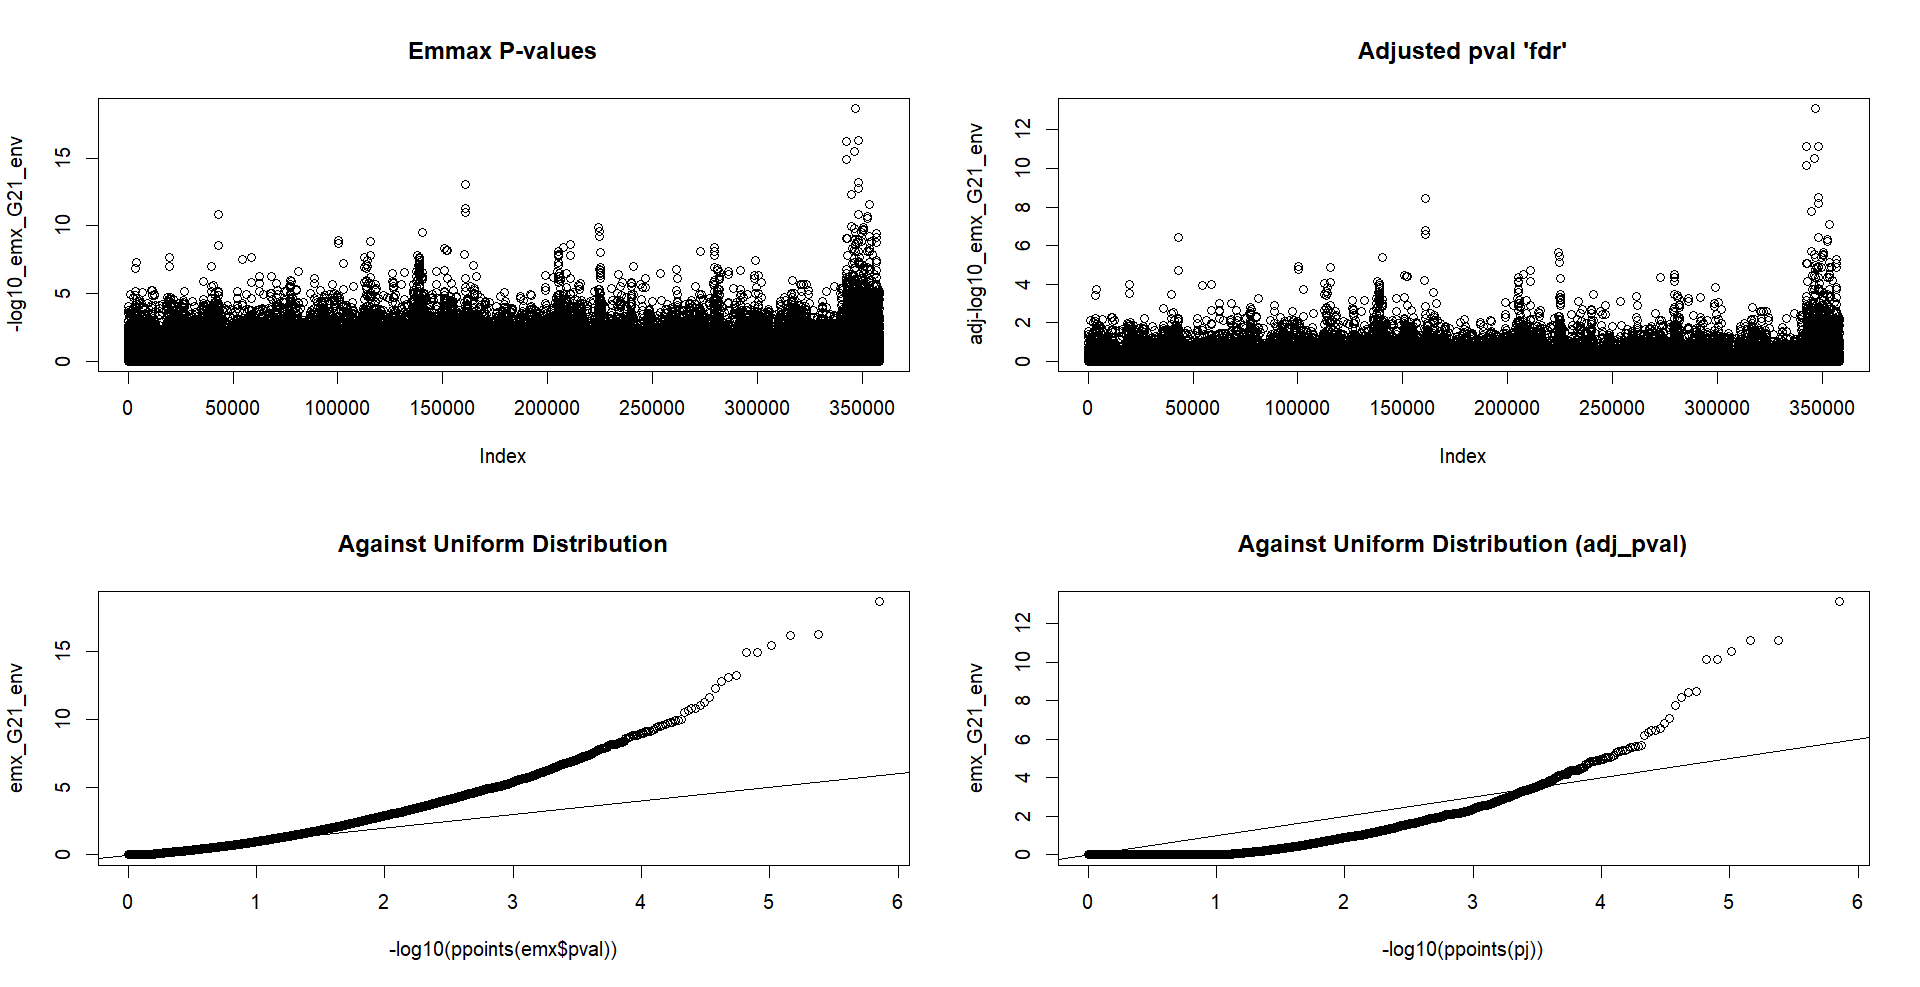 Emmax P-values
-log10_emx_G21_env
0 5 10 15
0 50000 100000 150000 200000 250000 300000 350000
Index
Adjusted pval 'fdr'
adj-log10_emx_G21_env
0 2 4 6 8 10 12
0 50000 100000 150000 200000 250000 300000 350000
Index
Against Uniform Distribution
emx_G21_env
0 5 10 15
0 1 2 3 4 5 6
-log10(ppoints(emx$pval))
Against Uniform Distribution (adj_pval)
emx_G21_env
0 2 4 6 8 10 12
0 1 2 3 4 5 6
-log10(ppoints(pj))